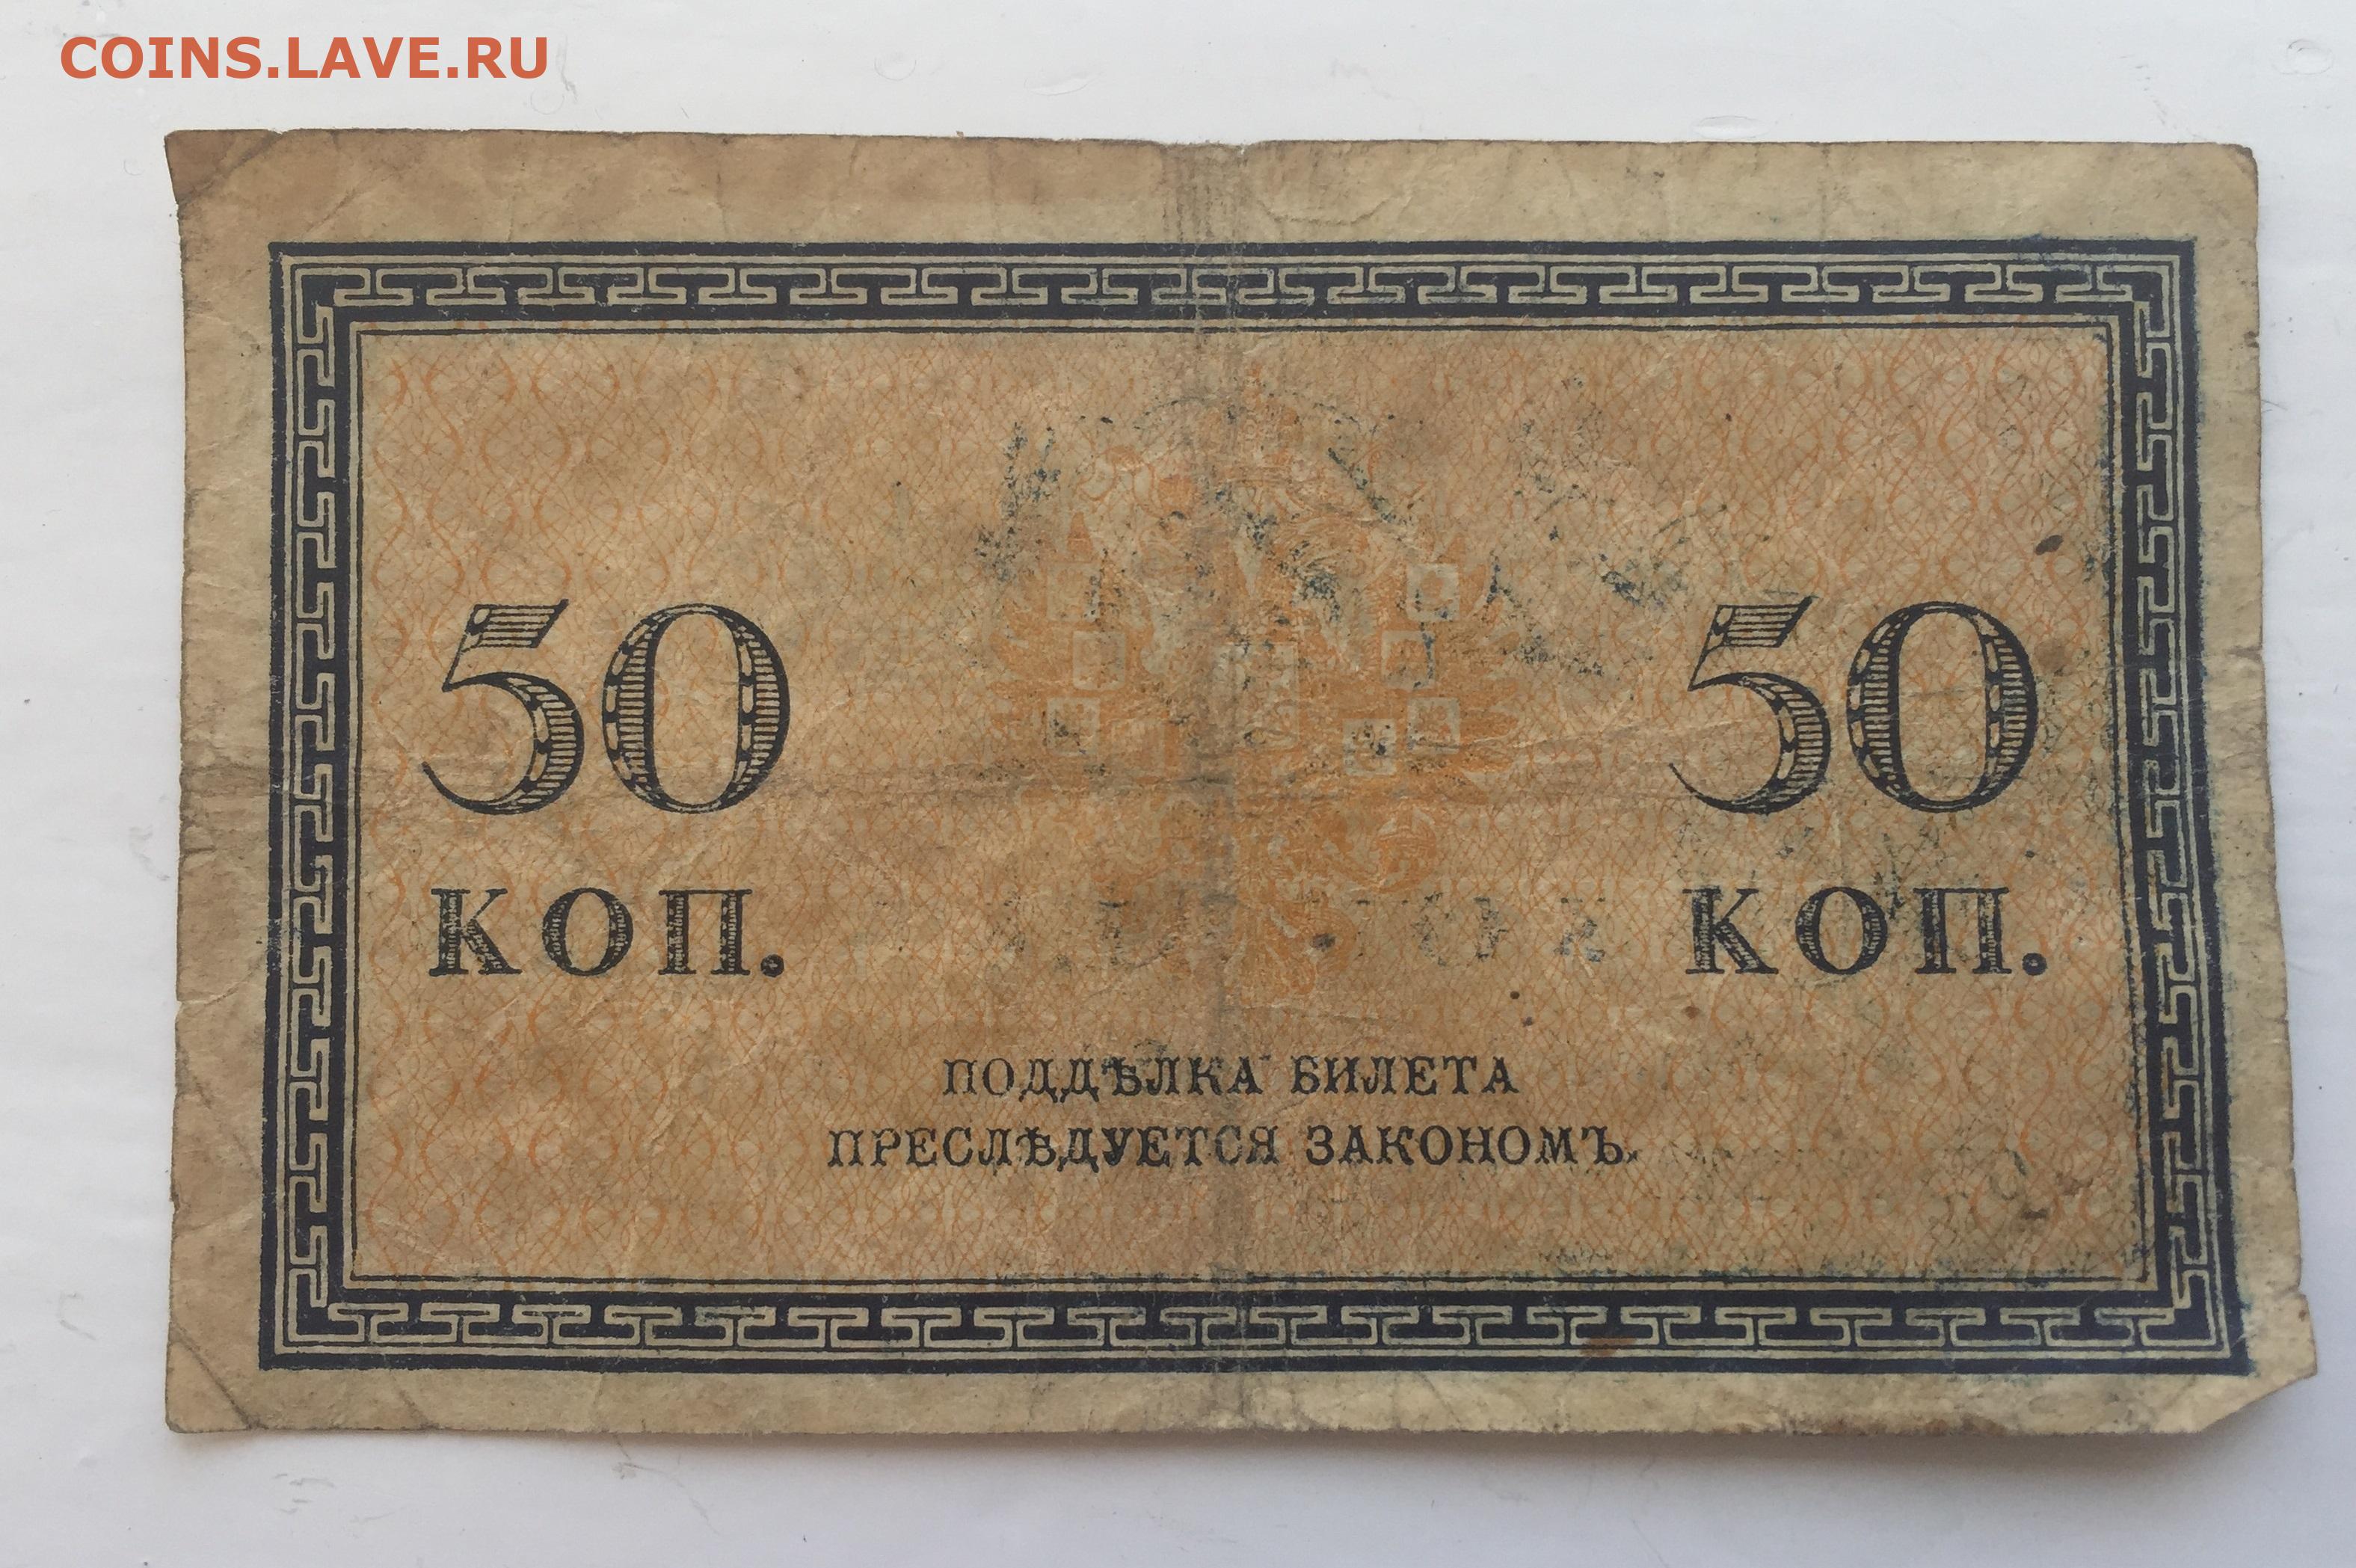 COINS.LAVE.RU
50 50
КОП. КОП.
ПОДДѢЛКА БИЛЕТА
ПРЕСЛѢДУЕТСЯ ЗАКОНОМЪ.